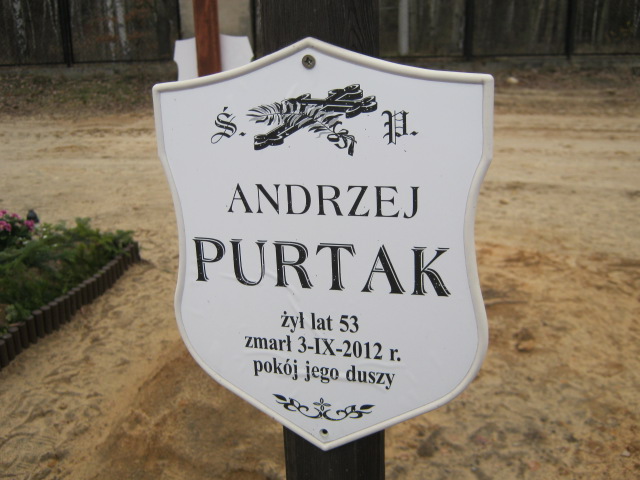 Ś. P.
ANDRZEJ
PURTAK
żył lat 53
zmarł 3-IX-2012 r.
pokój jego duszy